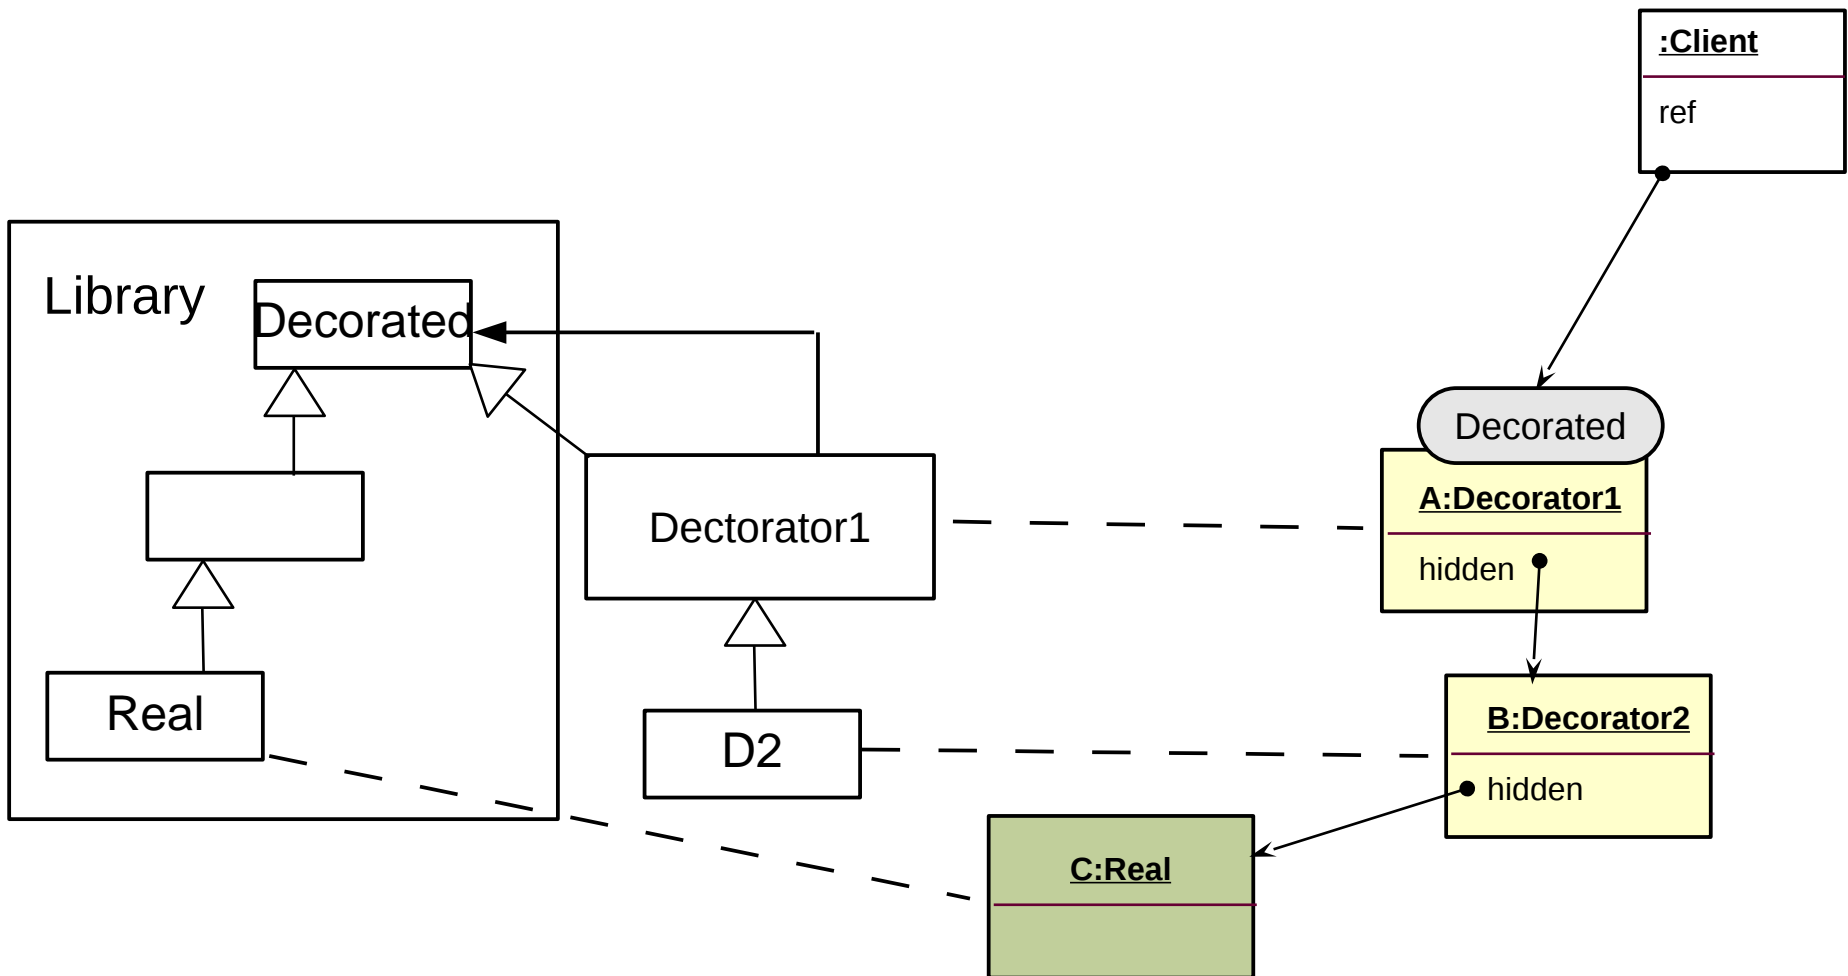 :Client
ref
Library
Decorated
Decorated
A:Decorator1
Dectorator1
hidden
Real
D2
B:Decorator2
hidden
C:Real